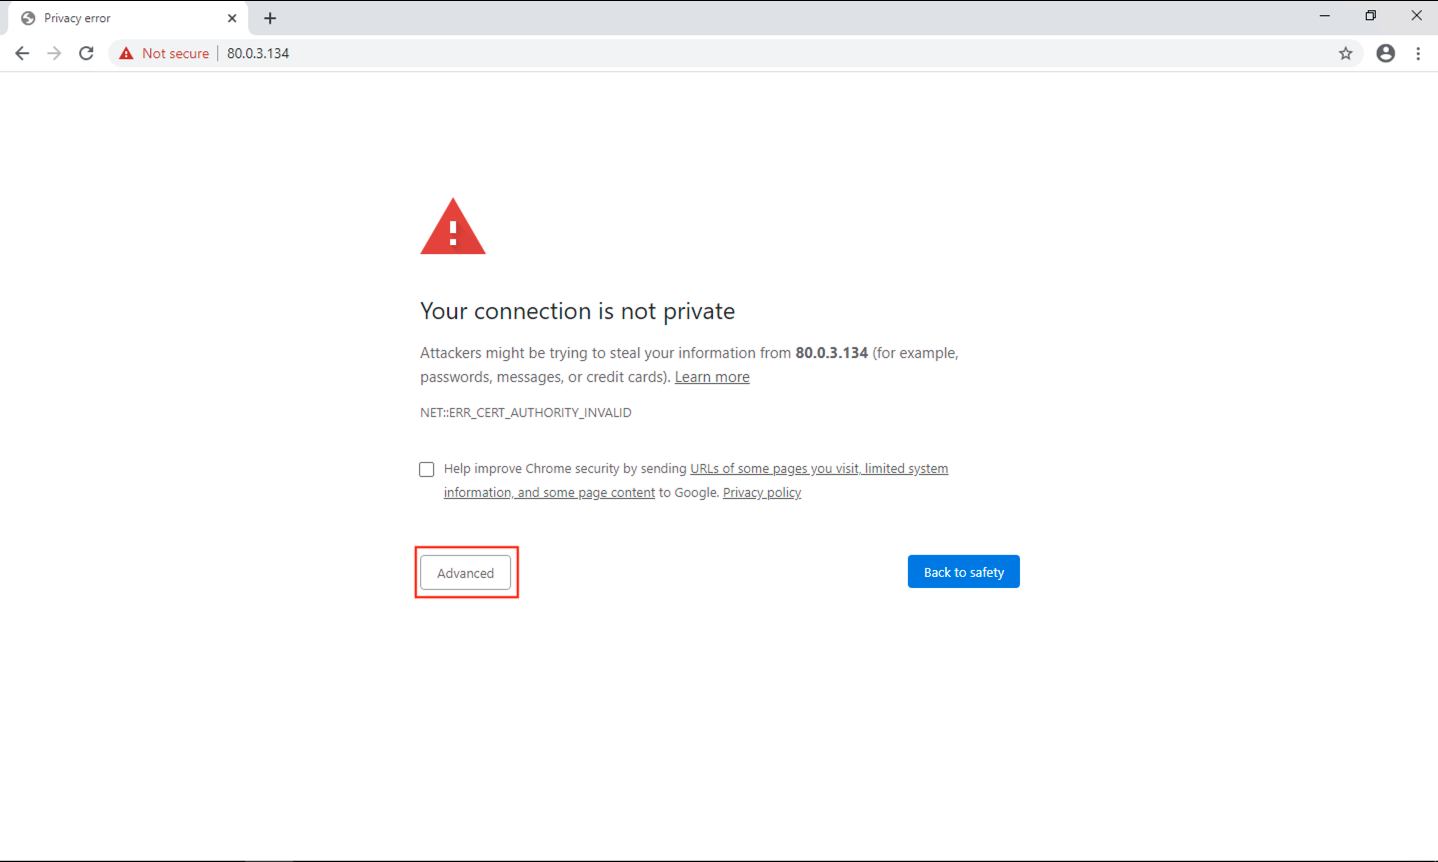 Privacy error
Not secure 80.0.3.134
Your connection is not private
Attackers might be trying to steal your information from 80.0.3.134 (for example,
passwords, messages, or credit cards). Learn more
NET::ERR_CERT_AUTHORITY_INVALID
Help improve Chrome security by sending URLs of some pages you visit, limited system
information, and some page content to Google. Privacy policy
Advanced
Back to safety